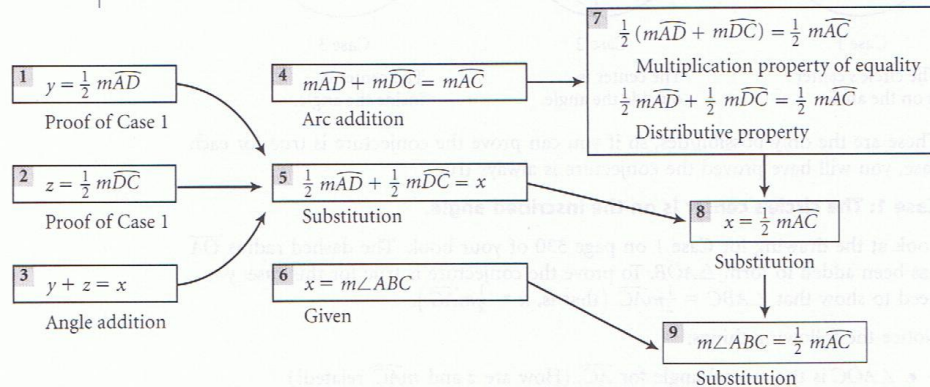 1
y = 1/2 mAD͡
Proof of Case 1
2
z = 1/2 mDC͡
Proof of Case 1
3
y + z = x
Angle addition
4
mAD͡ + mDC͡ = mAC͡
Arc addition
5
1/2 mAD͡ + 1/2 mDC͡ = x
Substitution
6
x = m∠ABC
Given
7
1/2 (mAD͡ + mDC͡) = 1/2 mAC͡
Multiplication property of equality
1/2 mAD͡ + 1/2 mDC͡ = 1/2 mAC͡
Distributive property
8
x = 1/2 mAC͡
Substitution
9
m∠ABC = 1/2 mAC͡
Substitution